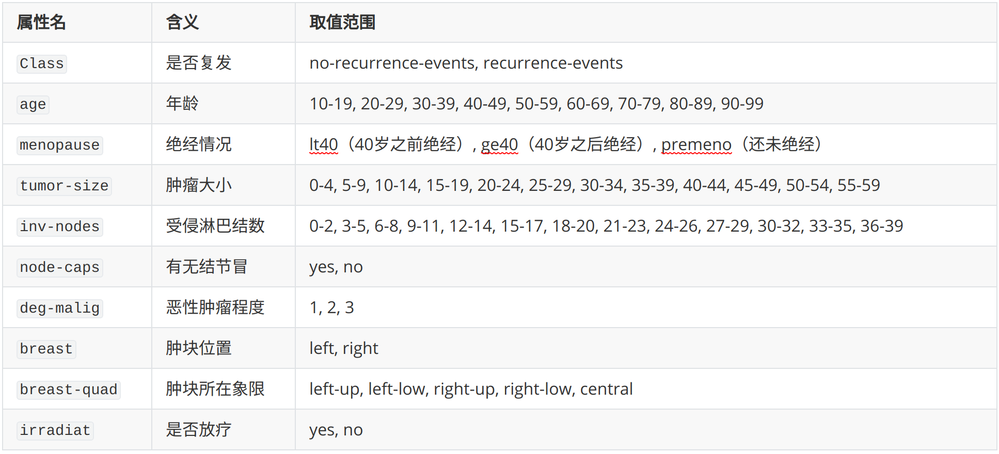 属性名 含义 取值范围
Class 是否复发 no-recurrence-events, recurrence-events
age 年龄 10-19, 20-29, 30-39, 40-49, 50-59, 60-69, 70-79, 80-89, 90-99
menopause 绝经情况 lt40（40岁之前绝经）, ge40（40岁之后绝经）, premeno（还未绝经）
tumor-size 肿瘤大小 0-4, 5-9, 10-14, 15-19, 20-24, 25-29, 30-34, 35-39, 40-44, 45-49, 50-54, 55-59
inv-nodes 受侵淋巴结数 0-2, 3-5, 6-8, 9-11, 12-14, 15-17, 18-20, 21-23, 24-26, 27-29, 30-32, 33-35, 36-39
node-caps 有无结节冒 yes, no
deg-malig 恶性肿瘤程度 1, 2, 3
breast 肿块位置 left, right
breast-quad 肿块所在象限 left-up, left-low, right-up, right-low, central
irradiat 是否放疗 yes, no